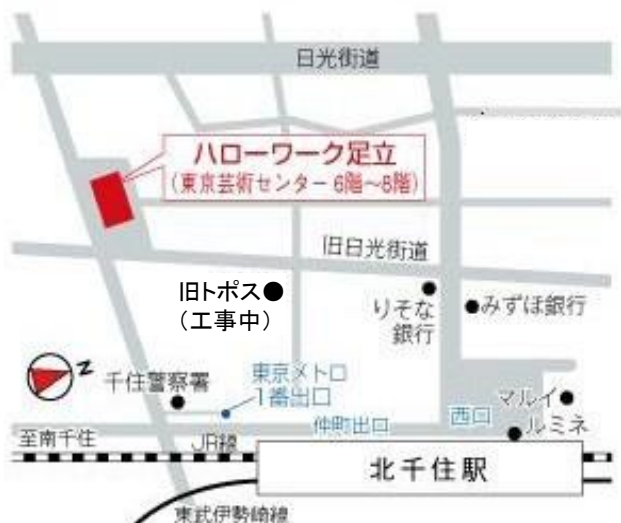 日光街道
ハローワーク足立
(東京芸術センター 6階～8階)
旧日光街道
旧トポス●
(工事中)
りそな
銀行
●みずほ銀行
Z
千住警察署
東京メトロ
1番出口
マルイ●
西口
ルミネ
仲町出口
至南千住
JR線
北千住駅
東武伊勢崎線